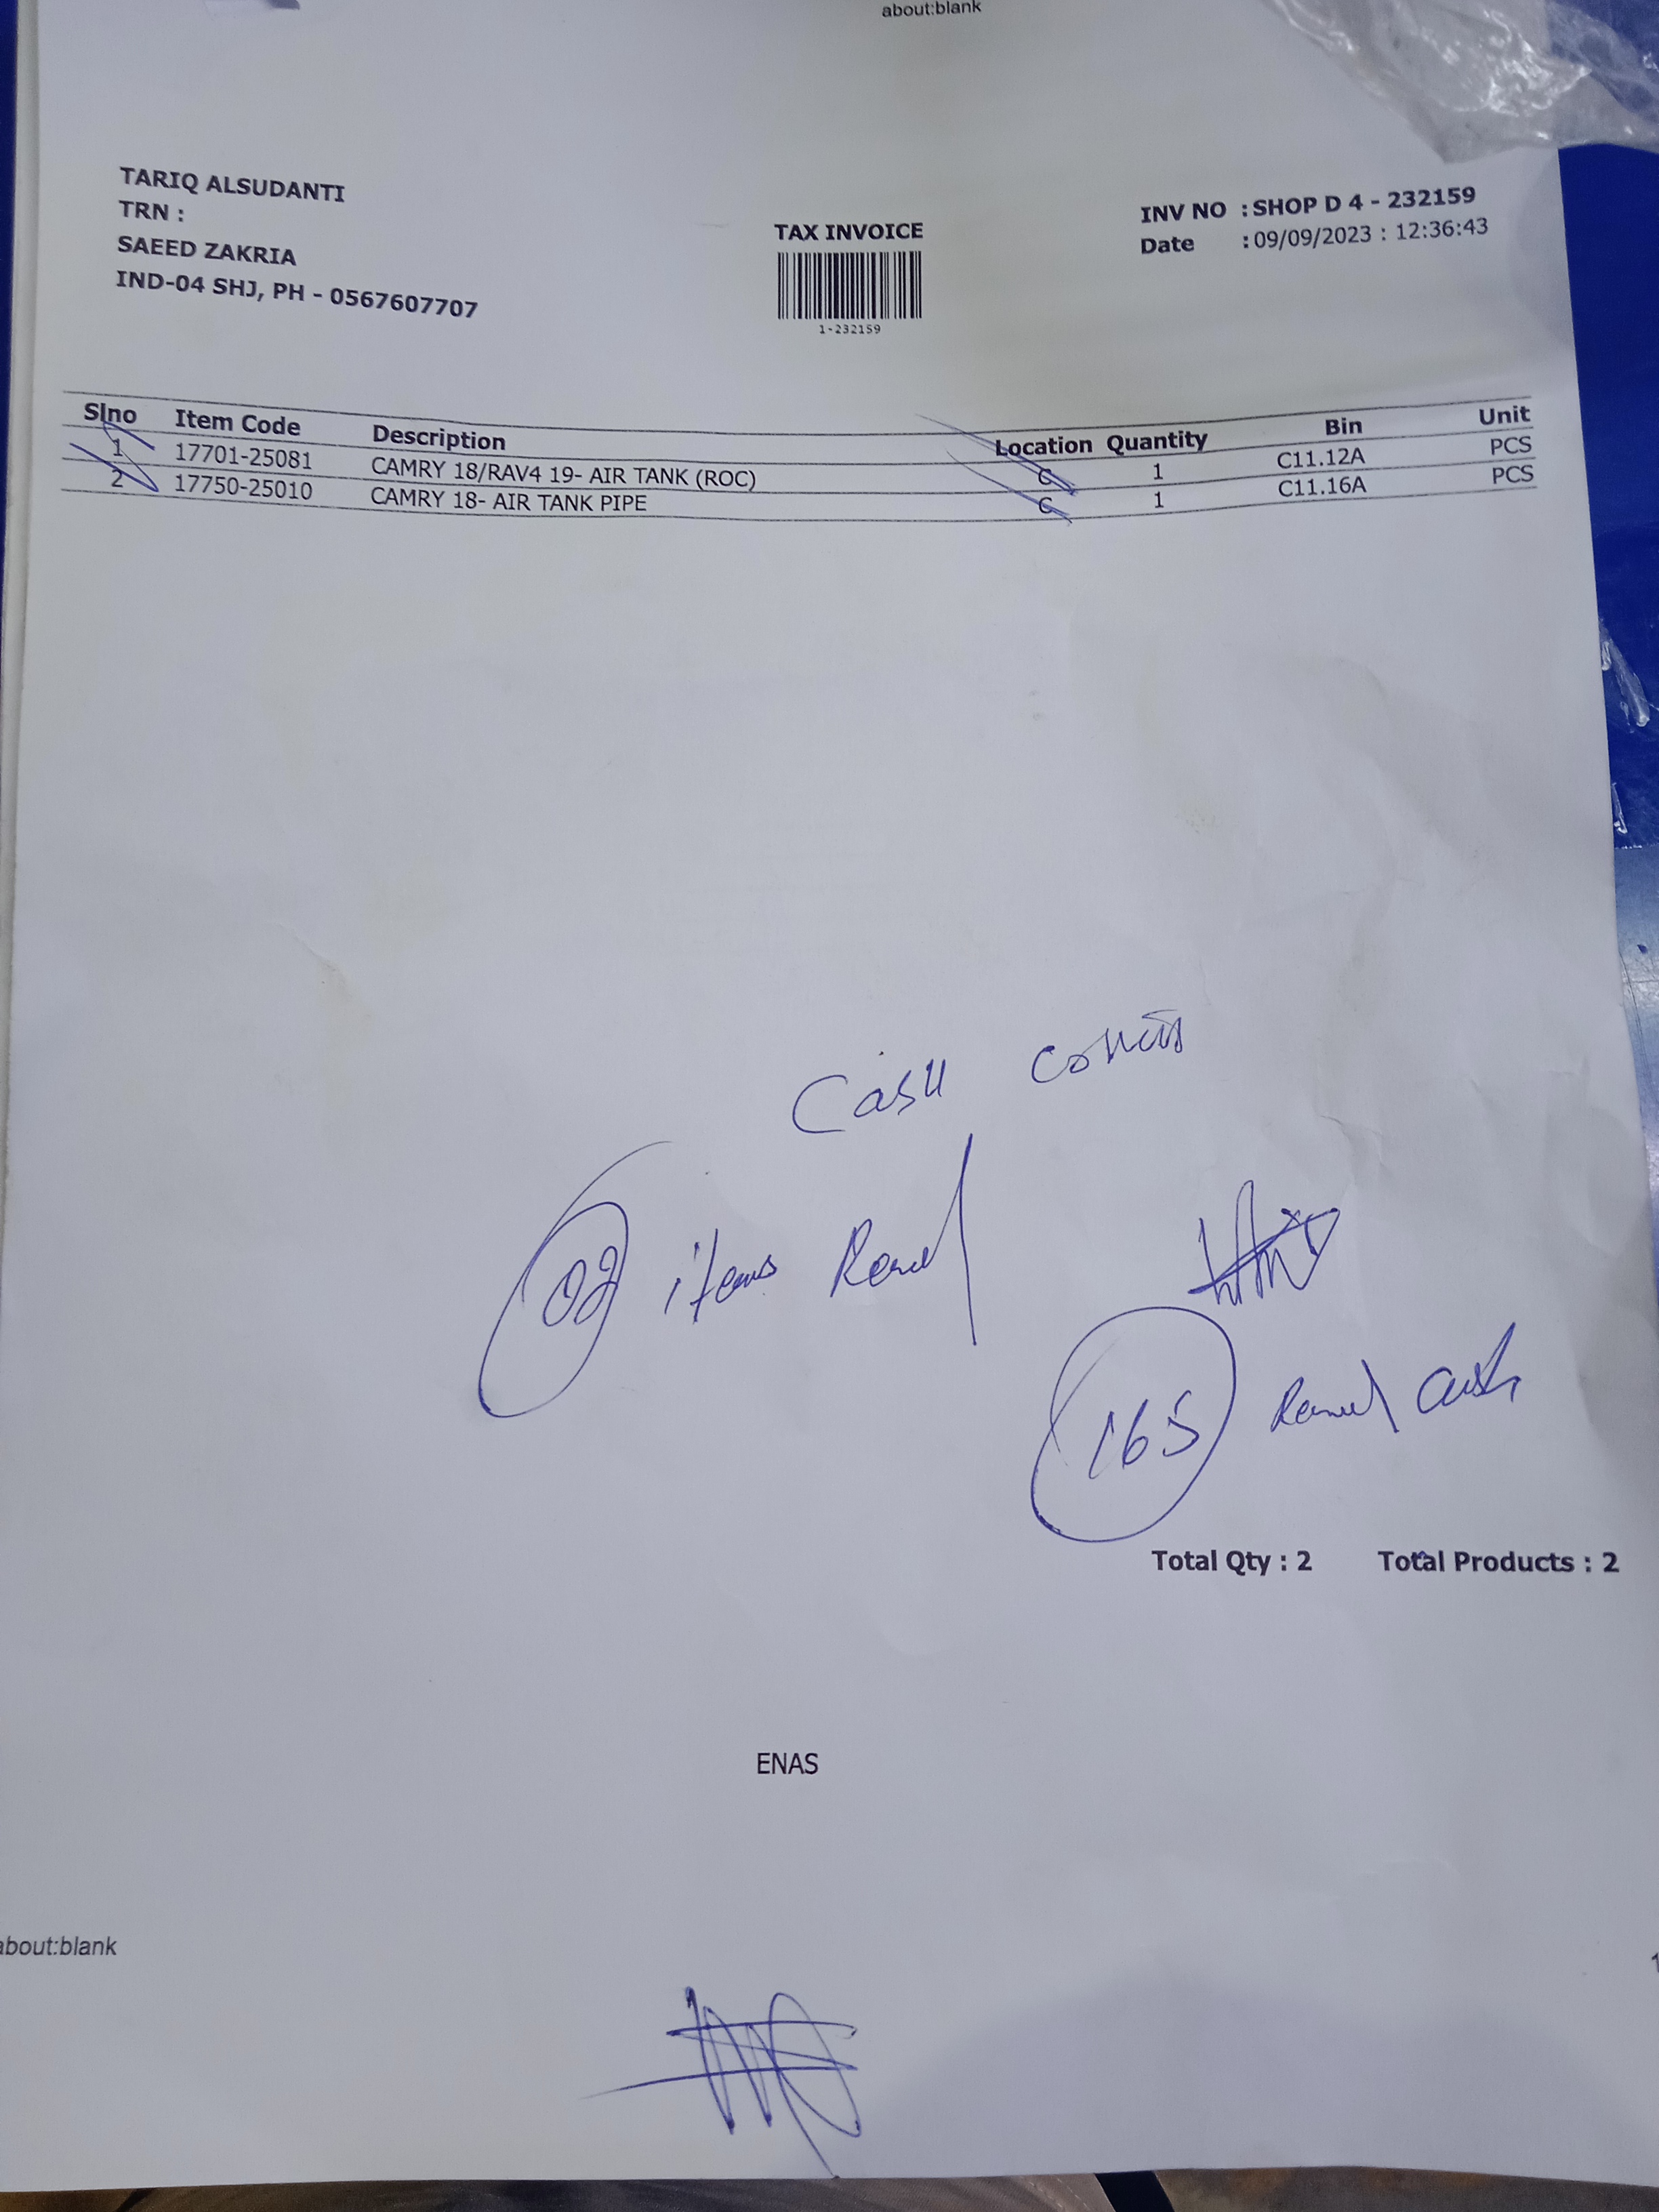 about:blank
TARIQ ALSUDANTI
TRN :
SAEED ZAKRIA
IND-04 SHJ, PH - 0567607707
TAX INVOICE
1-232159
INV NO : SHOP D 4 - 232159
Date : 09/09/2023 : 12:36:43
Slno Item Code Description Location Quantity Bin Unit
1 17701-25081 CAMRY 18/RAV4 19- AIR TANK (ROC) C 1 C11.12A PCS
2 17750-25010 CAMRY 18- AIR TANK PIPE C 1 C11.16A PCS
Cash
02 items
165 Cash
Total Qty : 2 Total Products : 2
ENAS
about:blank